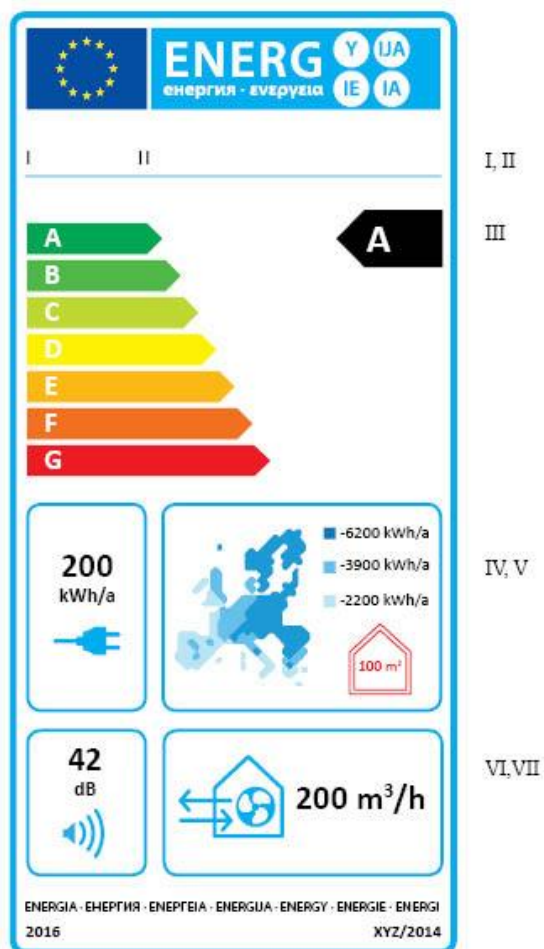 ENERG Y IJA
енергия · ενεργεια IE IA
I II I, II
A A III
B
C
D
E
F
G
200
kWh/a
-6200 kWh/a
-3900 kWh/a
-2200 kWh/a
100 m²
IV, V
42
dB
200 m³/h
VI,VII
ENERGIA · ЕНЕРГИЯ · ΕΝΕΡΓΕΙΑ · ENERGIJA · ENERGY · ENERGIE · ENERGI
2016 XYZ/2014